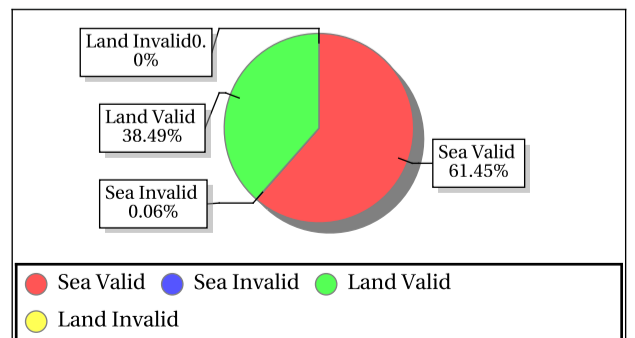 Land Invalid0.
0%
Land Valid
38.49%
Sea Invalid
0.06%
Sea Valid
61.45%
Sea Valid Sea Invalid Land Valid
Land Invalid